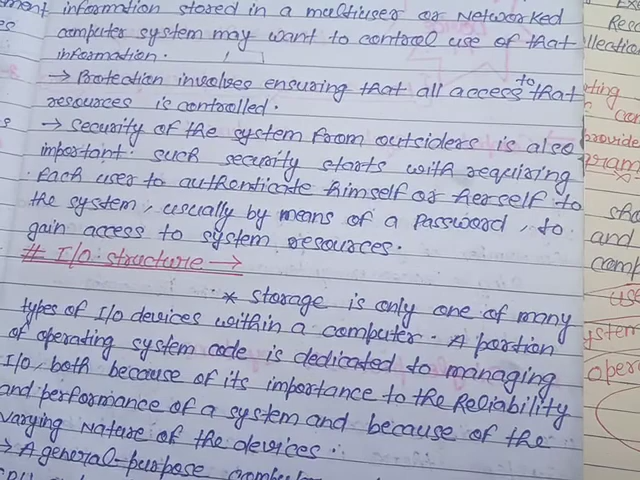 ment information stored in a multiuser or Networked
computer system may want to control use of that
information.
→ Protection involves ensuring that all access to that
resources is controlled.
→ Security of the system from outsiders is also
important. such security starts with requiring
Each user to authenticate himself or herself to
the system, usually by means of a Password, to
gain access to system resources.
# I/O structure →
* Storage is only one of many
types of I/o devices within a computer. A portion
of operating system code is dedicated to managing
I/O, both because of its importance to the Reliability
and performance of a system and because of the
varying Nature of the devices.
→ A general-purpose